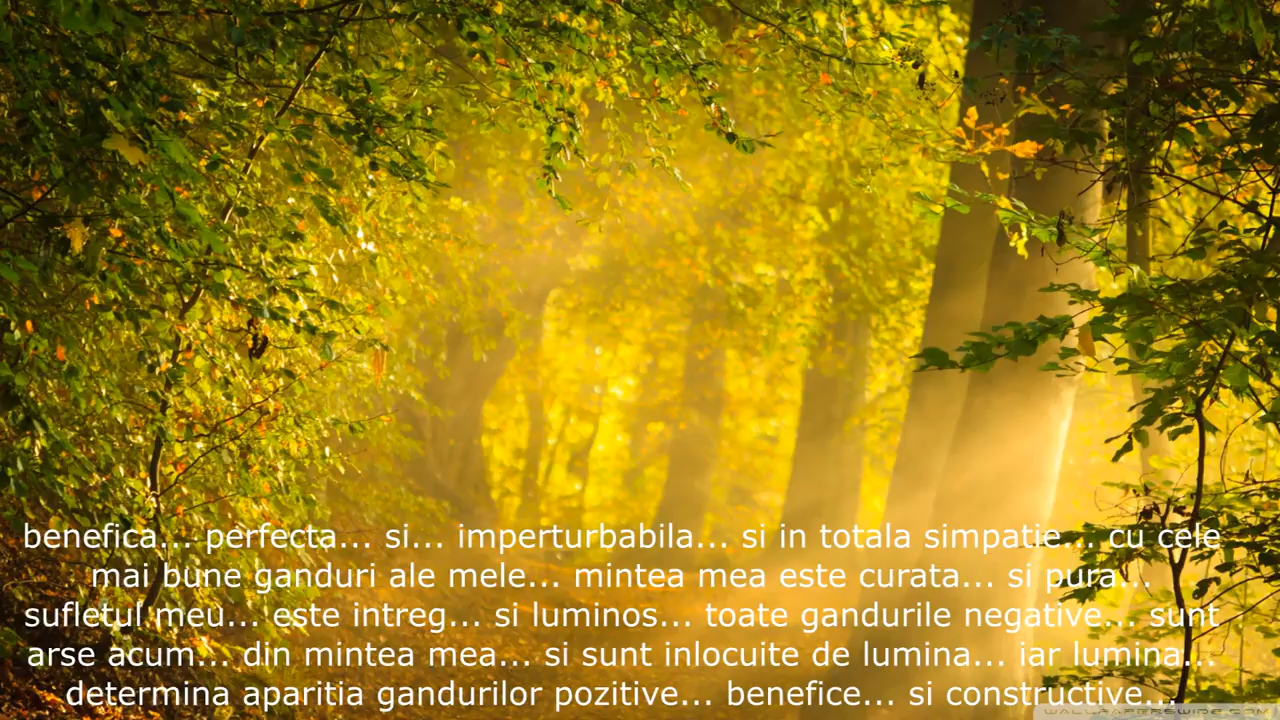 benefica... perfecta... si... imperturbabila... si in totala simpatie... cu cele
mai bune ganduri ale mele... mintea mea este curata... si pura...
sufletul meu... este intreg... si luminos... toate gandurile negative... sunt
arse acum... din mintea mea... si sunt inlocuite de lumina... iar lumina...
determina aparitia gandurilor pozitive... benefice... si constructive...
WALLPAPERSWIDE.COM